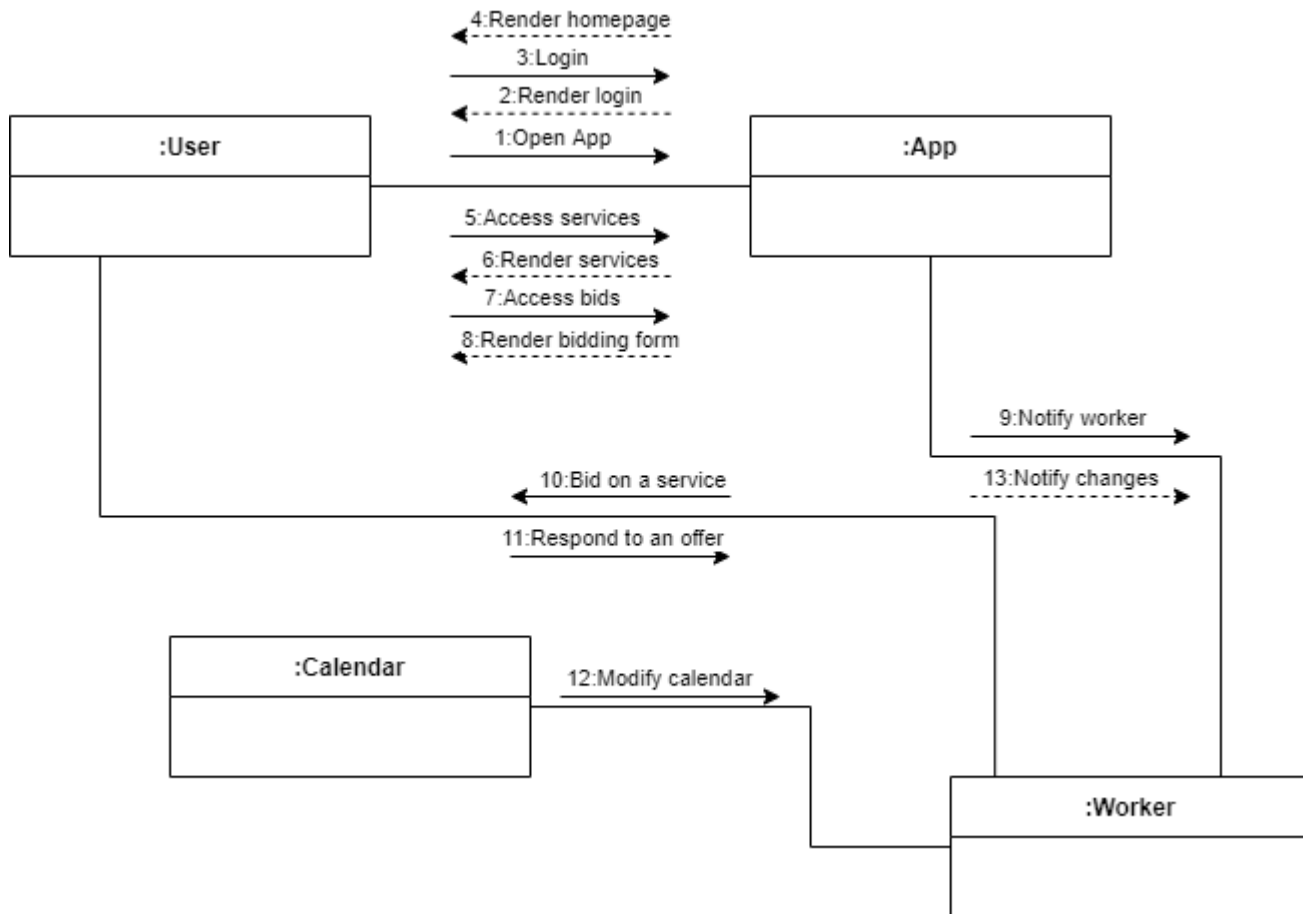 4:Render homepage
3:Login
2:Render login
1:Open App
:User
:App
5:Access services
6:Render services
7:Access bids
8:Render bidding form
9:Notify worker
10:Bid on a service
13:Notify changes
11:Respond to an offer
:Calendar
12:Modify calendar
:Worker